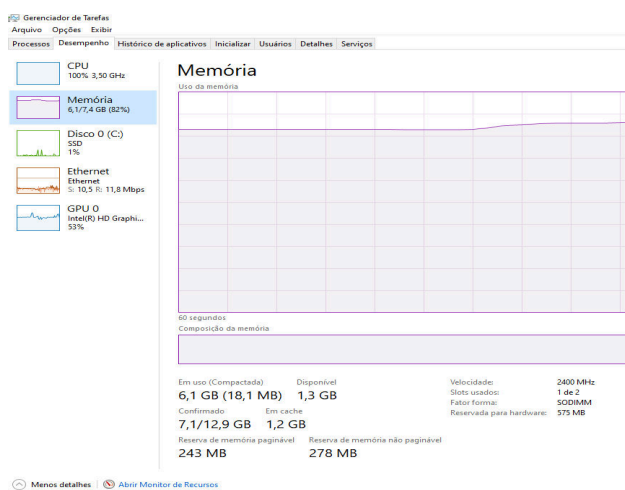 Gerenciador de Tarefas
Arquivo Opções Exibir
Processos Desempenho Histórico de aplicativos Inicializar Usuários Detalhes Serviços
CPU
100% 3,50 GHz
Memória
6,1/7,4 GB (82%)
Disco 0 (C:)
SSD
1%
Ethernet
Ethernet
S: 10,5 R: 11,8 Mbps
GPU 0
Intel(R) HD Graphi...
53%
Memória
Uso da memória
60 segundos
Composição da memória
Em uso (Compactada) Disponível
6,1 GB (18,1 MB) 1,3 GB
Confirmado Em cache
7,1/12,9 GB 1,2 GB
Reserva de memória paginável Reserva de memória não paginável
243 MB 278 MB
Velocidade: 2400 MHz
Slots usados: 1 de 2
Fator forma: SODIMM
Reservada para hardware: 575 MB
Menos detalhes Abrir Monitor de Recursos